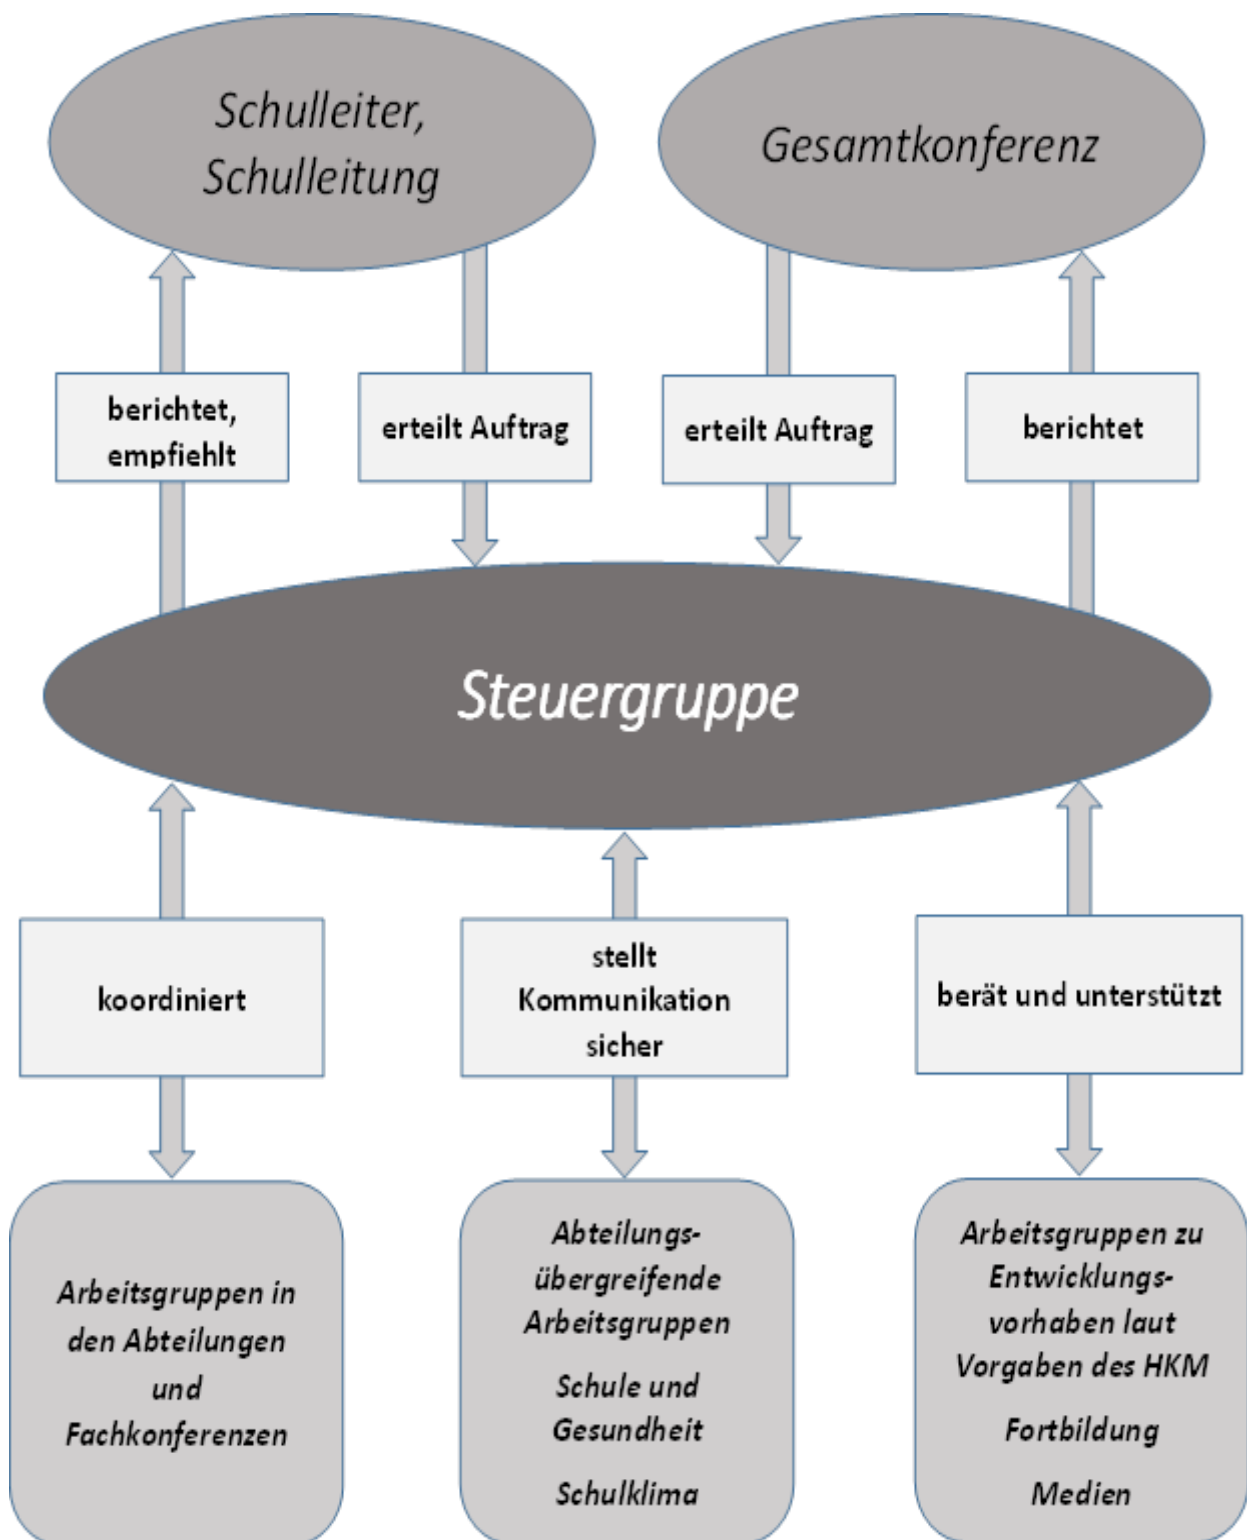 Schulleiter,
Schulleitung
Gesamtkonferenz
berichtet,
empfiehlt
erteilt Auftrag
erteilt Auftrag
berichtet
Steuergruppe
koordiniert
stellt
Kommunikation
sicher
berät und unterstützt
Arbeitsgruppen in
den Abteilungen
und
Fachkonferenzen
Abteilungs-
übergreifende
Arbeitsgruppen
Schule und
Gesundheit
Schulklima
Arbeitsgruppen zu
Entwicklungs-
vorhaben laut
Vorgaben des HKM
Fortbildung
Medien